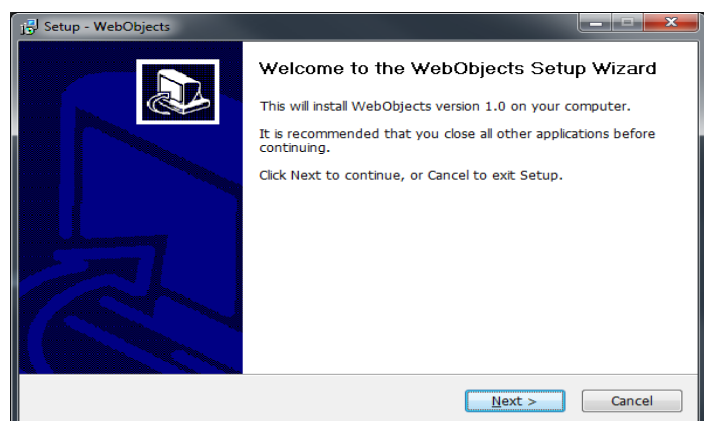 Setup - WebObjects
Welcome to the WebObjects Setup Wizard
This will install WebObjects version 1.0 on your computer.
It is recommended that you close all other applications before
continuing.
Click Next to continue, or Cancel to exit Setup.
Next >
Cancel